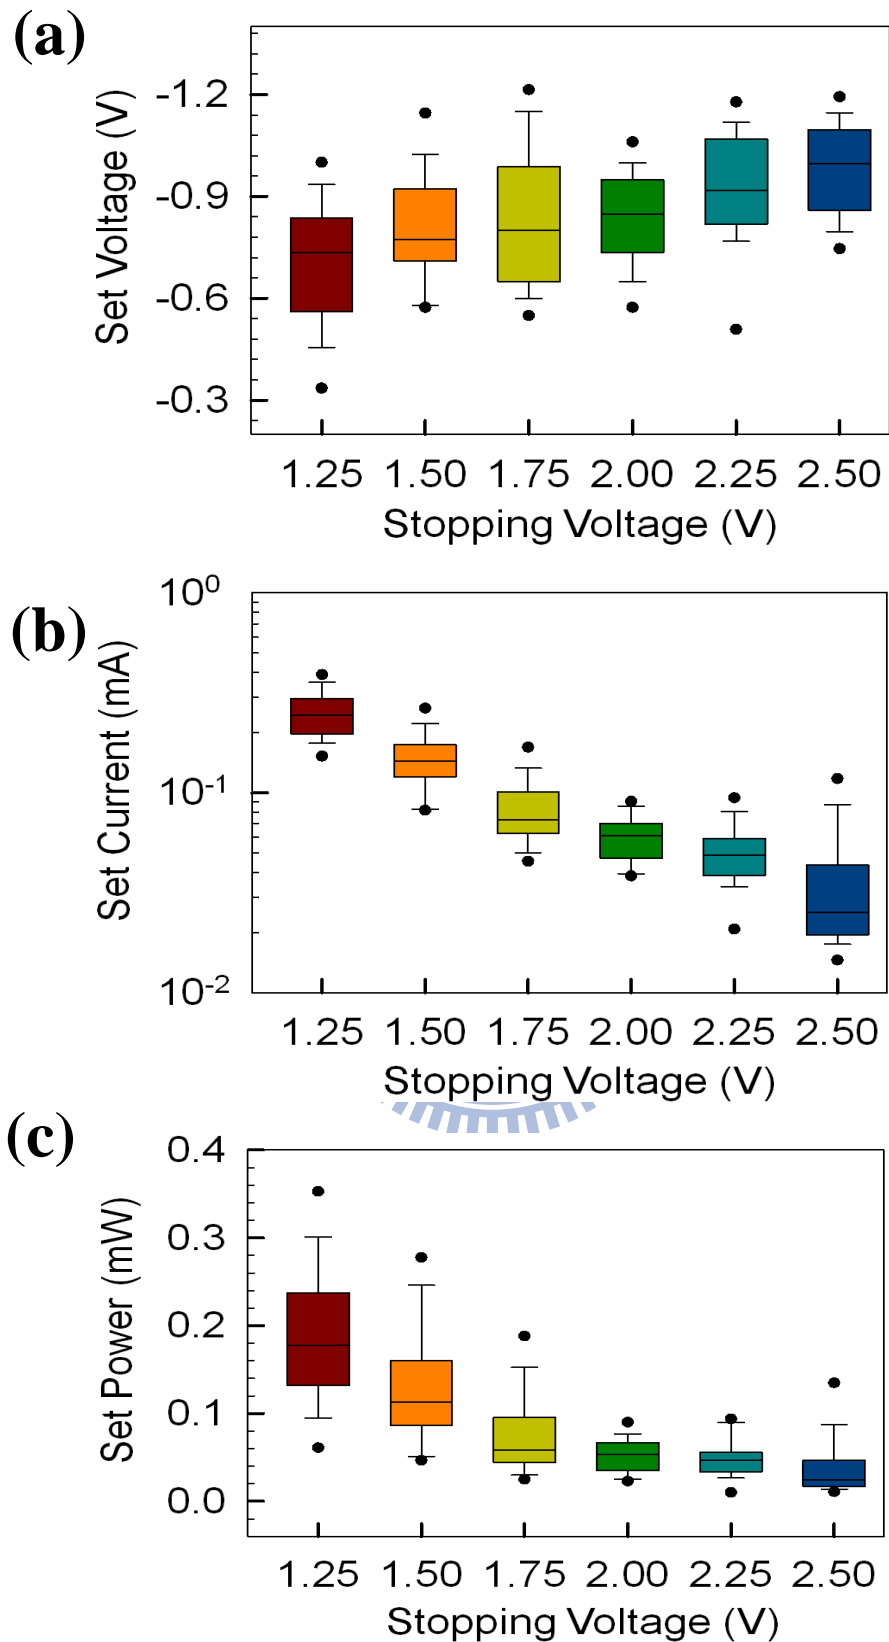 (a)
Set Voltage (V)
-1.2
-0.9
-0.6
-0.3
1.25 1.50 1.75 2.00 2.25 2.50
Stopping Voltage (V)
(b)
Set Current (mA)
10⁰
10⁻¹
10⁻²
1.25 1.50 1.75 2.00 2.25 2.50
Stopping Voltage (V)
(c)
Set Power (mW)
0.4
0.3
0.2
0.1
0.0
1.25 1.50 1.75 2.00 2.25 2.50
Stopping Voltage (V)